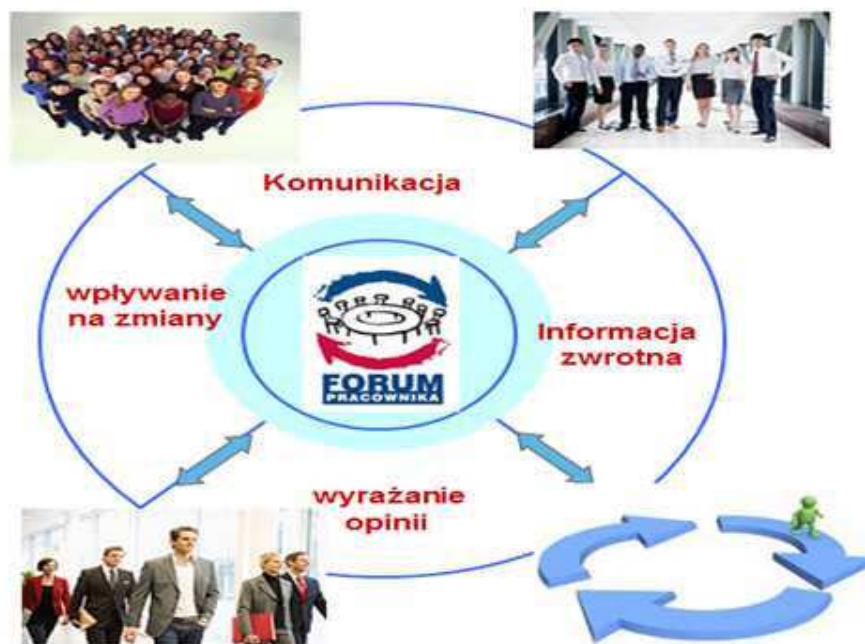 Komunikacja
wpływanie
na zmiany
Informacja
zwrotna
FORUM
PRACOWNIKA
wyrażanie
opinii